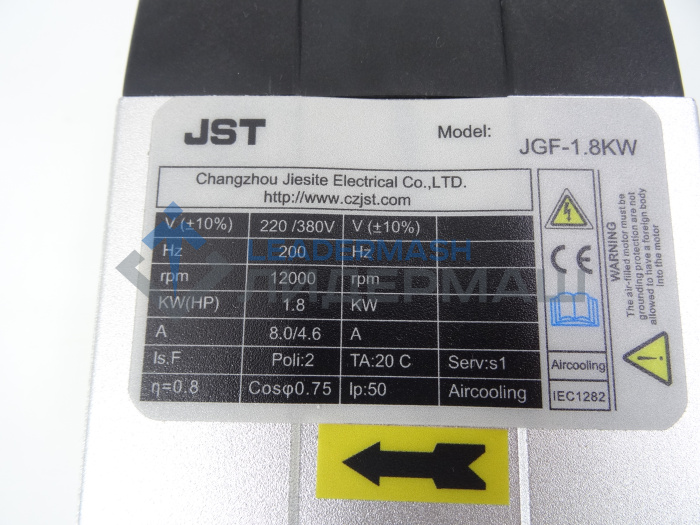 JST
Model: JGF-1.8KW
Changzhou Jiesite Electrical Co.,LTD.
http://www.czjst.com
V (±10%) 220 /380V V (±10%)
Hz 200 Hz
rpm 12000 rpm
KW(HP) 1.8 KW
A 8.0/4.6 A
Is.F Poli:2 TA:20 C Serv:s1
η=0.8 Cosφ0.75 Ip:50 Aircooling
CE
Aircooling
IEC1282
WARNING
The air-filled motor must be
grounding protection are not
allowed to have a foreign body
into the motor
LEADERMASH
ЛИДЕРМАШ